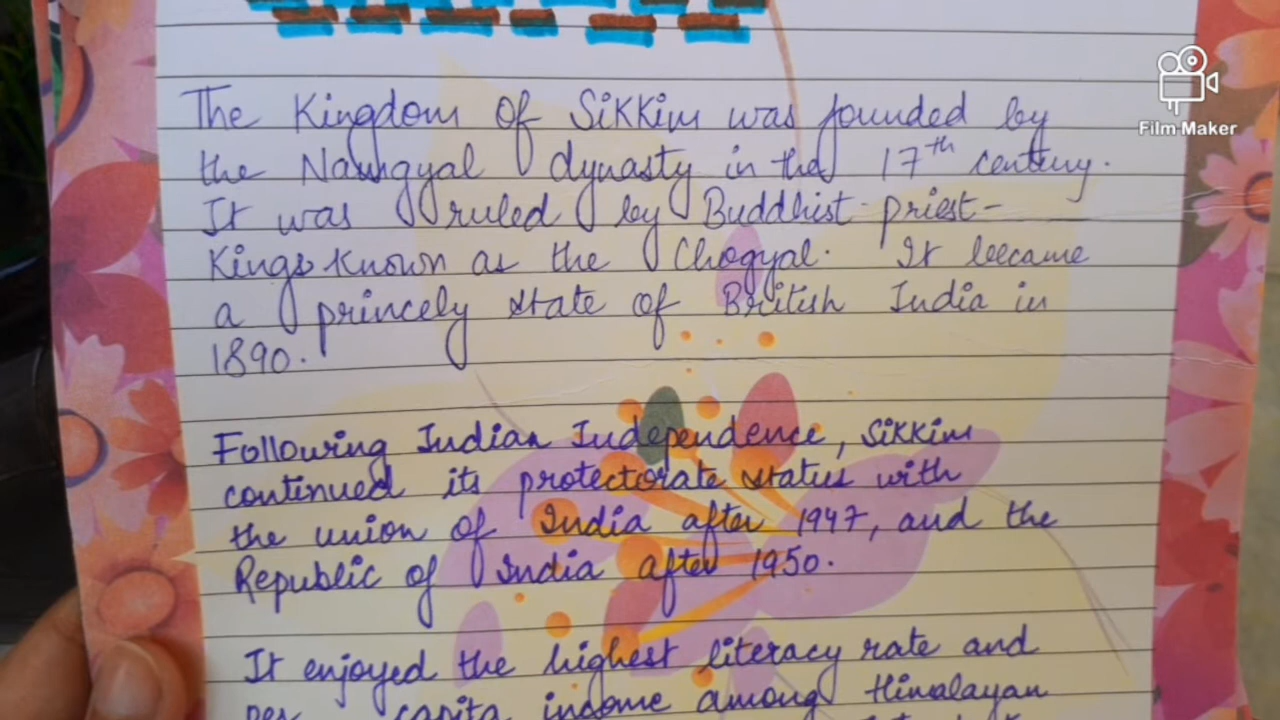 The Kingdom of Sikkim was founded by
the Namgyal dynasty in the 17th century.
It was ruled by Buddhist priest-
Kings known as the Chogyal. It became
a princely state of British India in
1890.
Following Indian Independence, Sikkim
continued its protectorate status with
the union of India after 1947, and the
Republic of India after 1950.
It enjoyed the highest literacy rate and
per capita income among Himalayan
Film Maker